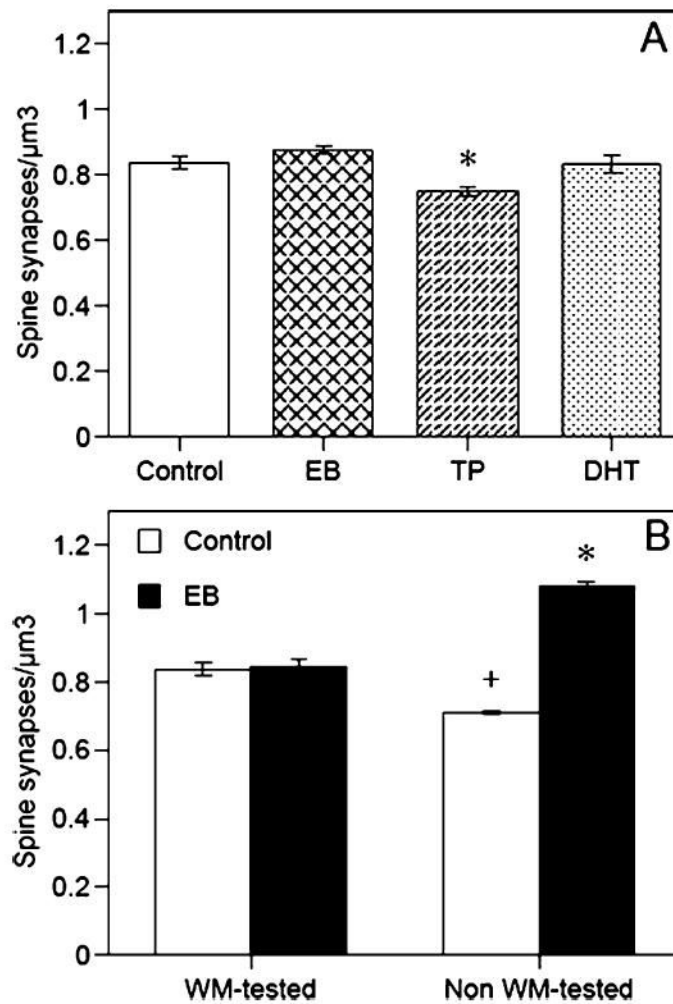 A
Spine synapses/µm3
1.2
1
0.8
0.6
0.4
0.2
0
*
Control EB TP DHT
B
Spine synapses/µm3
Control
EB
1.2
1
0.8
0.6
0.4
0.2
0
+
*
WM-tested Non WM-tested